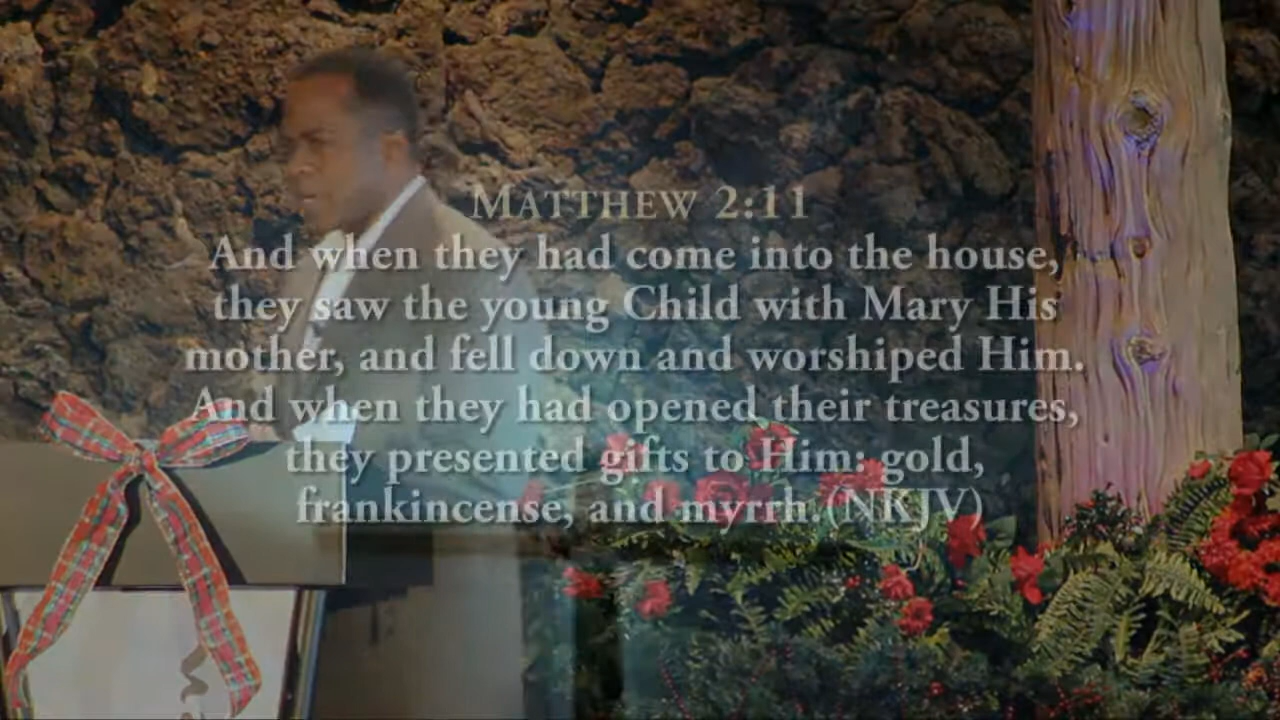 MATTHEW 2:11
And when they had come into the house,
they saw the young Child with Mary His
mother, and fell down and worshiped Him.
And when they had opened their treasures,
they presented gifts to Him: gold,
frankincense, and myrrh.(NKJV)